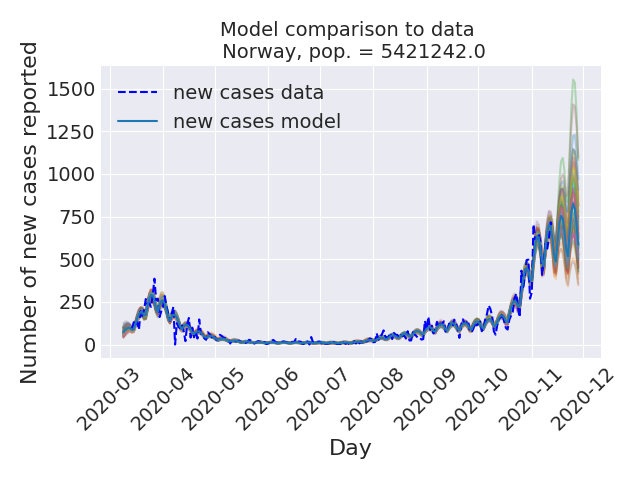 Model comparison to data
Norway, pop. = 5421242.0
Number of new cases reported
1500
1250
1000
750
500
250
0
new cases data
new cases model
2020-03
2020-04
2020-05
2020-06
2020-07
2020-08
2020-09
2020-10
2020-11
2020-12
Day